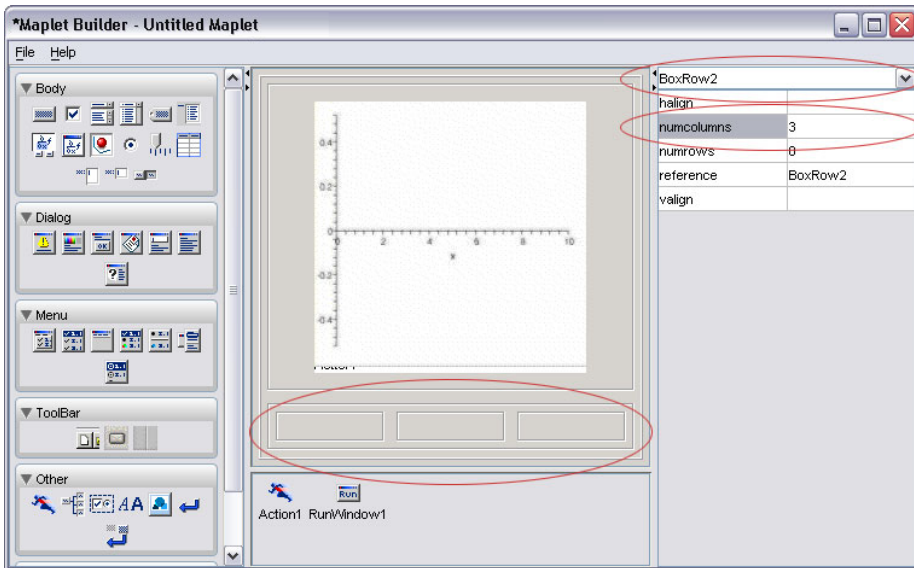 *Maplet Builder - Untitled Maplet
File Help
Body
Dialog
Menu
ToolBar
Other
0.4
0.2
0
0 2 4 6 8 10
x
-0.2
-0.4
Action1 RunWindow1
Run
BoxRow2
halign
numcolumns 3
numrows 0
reference BoxRow2
valign